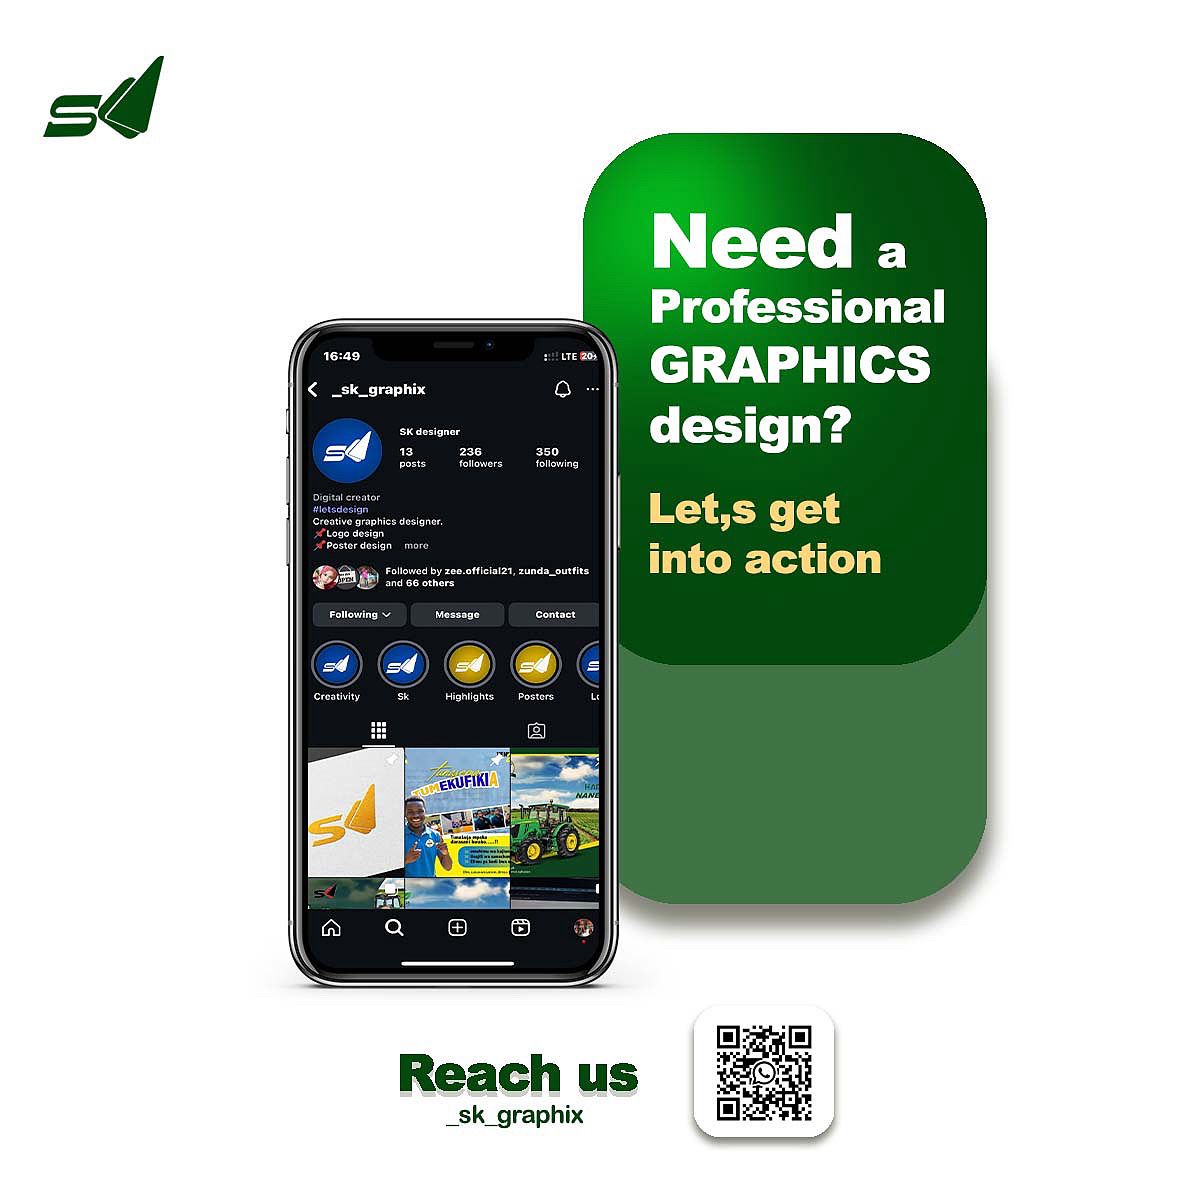 SK
Need a
Professional
GRAPHICS
design?
Let,s get
into action
16:49
LTE 20
_sk_graphix
SK designer
13 236 350
posts followers following
Digital creator
#letsdesign
Creative graphics designer.
📌Logo design
📌Poster design more
Followed by zee.official21, zunda_outfits
and 66 others
Following Message Contact
Creativity Sk Highlights Posters
TUMEKUFIKIA
Reach us
_sk_graphix